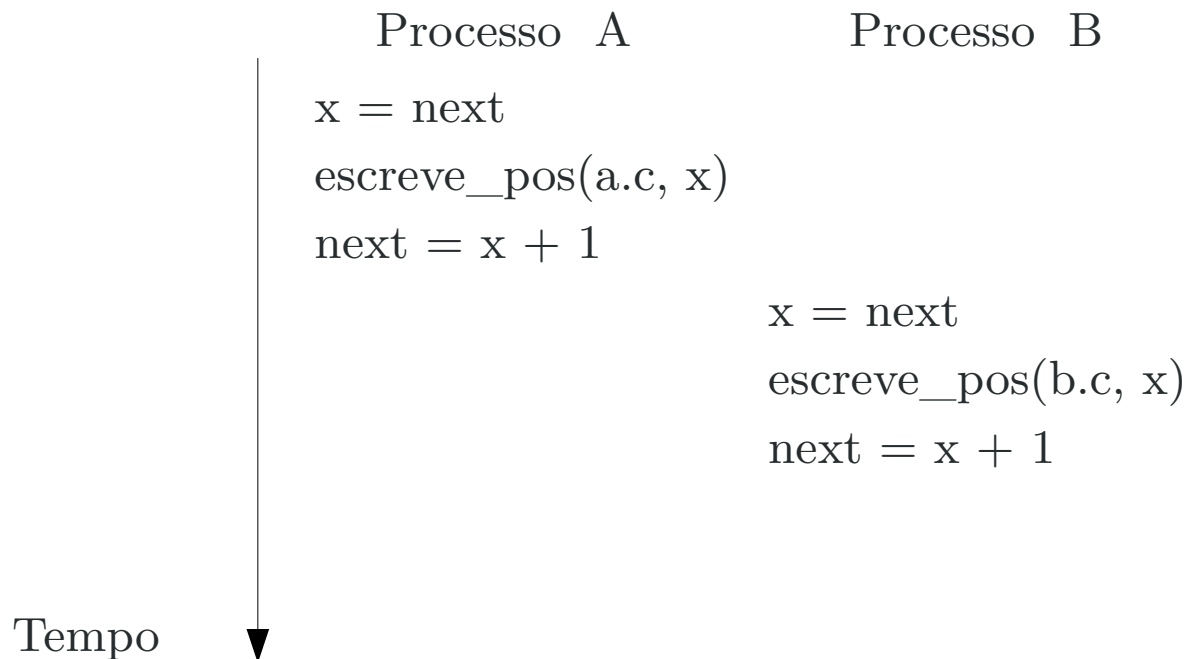 Processo A
Processo B
x = next
escreve_pos(a.c, x)
next = x + 1
x = next
escreve_pos(b.c, x)
next = x + 1
Tempo